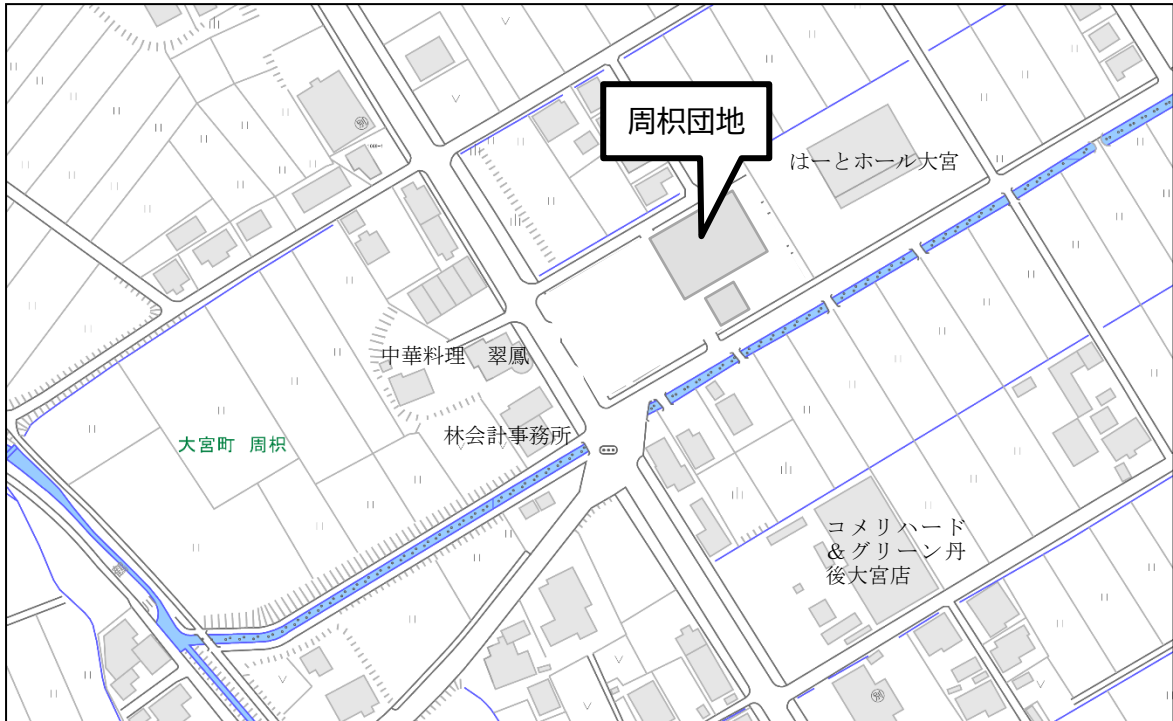 周枳団地
はーとホール大宮
中華料理 翠鳳
林会計事務所
大宮町 周枳
コメリハード
&グリーン丹
後大宮店